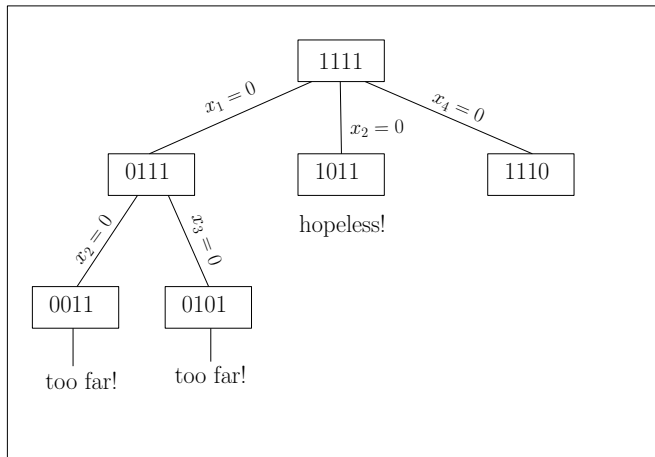 1111
x₁ = 0
x₂ = 0
x₄ = 0
0111
1011
1110
hopeless!
x₂ = 0
x₃ = 0
0011
0101
too far!
too far!